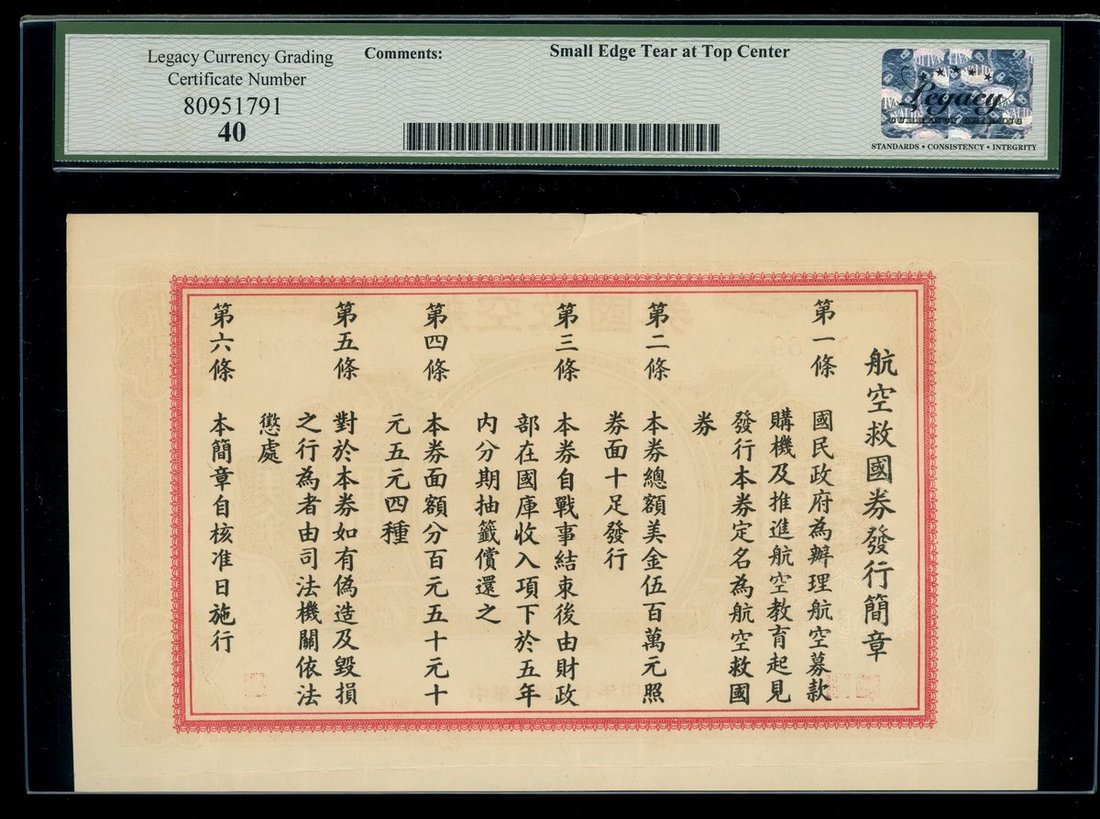 Legacy Currency Grading
Certificate Number
80951791
40
Comments:
Small Edge Tear at Top Center
Legacy
CURRENCY GRADING
STANDARDS • CONSISTENCY • INTEGRITY
航空救國券發行簡章
第一條
國民政府為辦理航空募款
購機及推進航空教育起見
發行本券定名為航空救國
券
第二條
本券總額美金伍百萬元照
券面十足發行
第三條
本券自戰事結束後由財政
部在國庫收入項下於五年
內分期抽籤償還之
第四條
本券面額分百元五十元十
元五元四種
第五條
對於本券如有偽造及毀損
之行為者由司法機關依法
懲處
第六條
本簡章自核准日施行